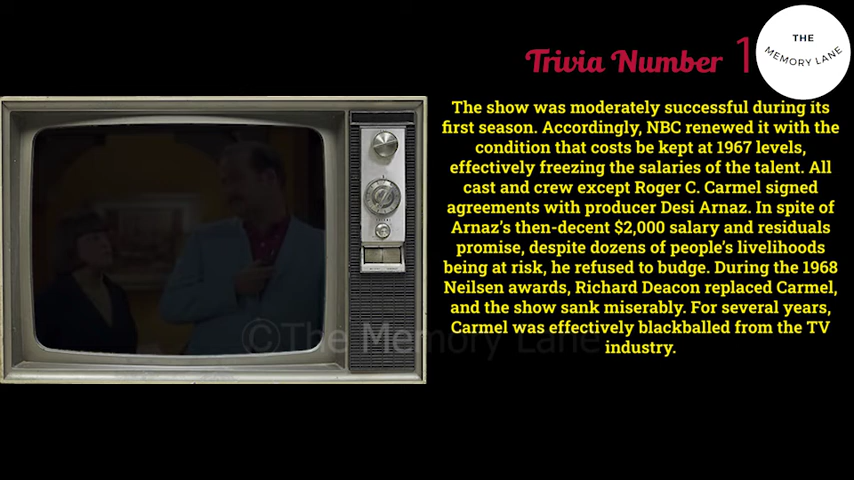 Trivia Number 1
THE
MEMORY LANE
The show was moderately successful during its
first season. Accordingly, NBC renewed it with the
condition that costs be kept at 1967 levels,
effectively freezing the salaries of the talent. All
cast and crew except Roger C. Carmel signed
agreements with producer Desi Arnaz. In spite of
Arnaz's then-decent $2,000 salary and residuals
promise, despite dozens of people's livelihoods
being at risk, he refused to budge. During the 1968
Neilsen awards, Richard Deacon replaced Carmel,
and the show sank miserably. For several years,
Carmel was effectively blackballed from the TV
industry.
©The Memory Lane